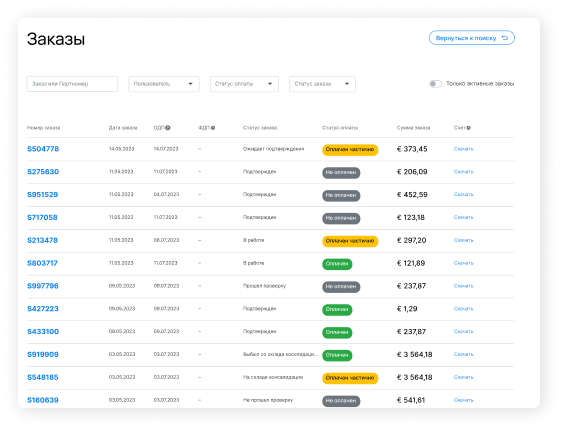 Заказы
Вернуться к поиску
Заказ или Партномер Пользователь Статус оплаты Статус заказы Только активные заказы
Номер заказа Дата заказа ОДП ФДП Статус заказа Статус оплаты Сумма заказа Счет
S504778 14.05.2023 14.07.2023 – Ожидает подтверждения Оплачен частично € 373,45 Скачать
S275630 11.05.2023 11.07.2023 – Подтвержден Не оплачен € 206,09 Скачать
S951529 11.05.2023 04.07.2023 – Подтвержден Не оплачен € 452,59 Скачать
S717058 11.05.2023 11.07.2023 – Подтвержден Не оплачен € 123,18 Скачать
S213478 11.05.2023 06.07.2023 – В работе Оплачен частично € 297,20 Скачать
S803717 11.05.2023 11.07.2023 – В работе Оплачен € 121,89 Скачать
S997796 09.05.2023 09.07.2023 – Прошел проверку Не оплачен € 237,87 Скачать
S427223 09.05.2023 09.07.2023 – Подтвержден Оплачен € 1,29 Скачать
S433100 09.05.2023 09.07.2023 – Подтвержден Оплачен € 237,87 Скачать
S919909 03.05.2023 03.07.2023 – Выбыл со склада косолидации... Оплачен € 3 564,18 Скачать
S548185 03.05.2023 03.07.2023 – На складе консалидации Оплачен частично € 3 564,18 Скачать
S160639 03.05.2023 03.07.2023 – Не прошел проверку Не оплачен € 541,61 Скачать